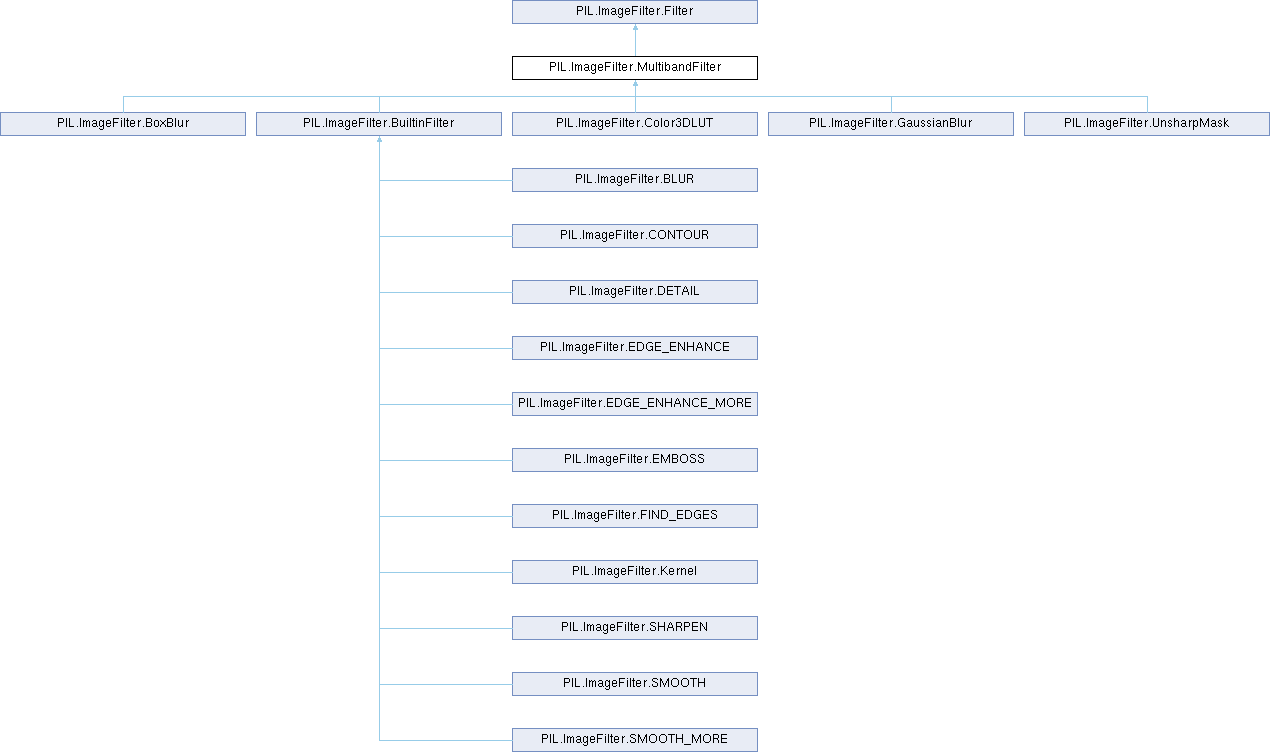 PIL.ImageFilter.Filter
PIL.ImageFilter.MultibandFilter
PIL.ImageFilter.BoxBlur
PIL.ImageFilter.BuiltinFilter
PIL.ImageFilter.Color3DLUT
PIL.ImageFilter.GaussianBlur
PIL.ImageFilter.UnsharpMask
PIL.ImageFilter.BLUR
PIL.ImageFilter.CONTOUR
PIL.ImageFilter.DETAIL
PIL.ImageFilter.EDGE_ENHANCE
PIL.ImageFilter.EDGE_ENHANCE_MORE
PIL.ImageFilter.EMBOSS
PIL.ImageFilter.FIND_EDGES
PIL.ImageFilter.Kernel
PIL.ImageFilter.SHARPEN
PIL.ImageFilter.SMOOTH
PIL.ImageFilter.SMOOTH_MORE